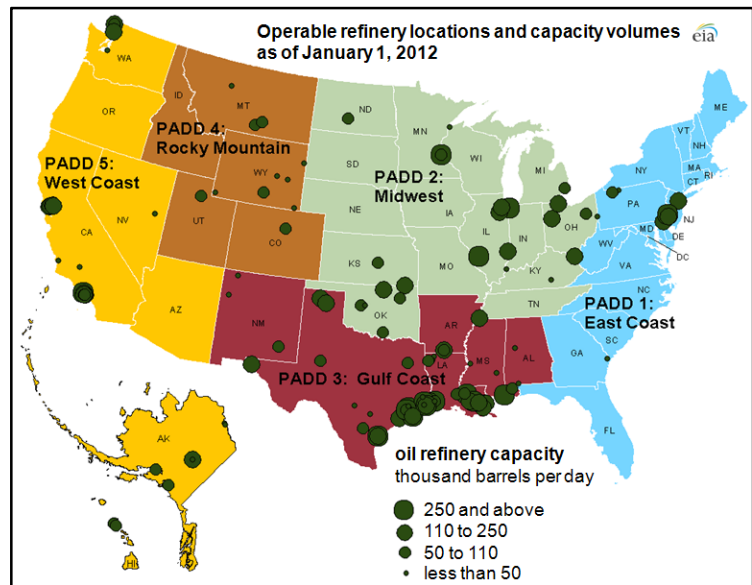 Operable refinery locations and capacity volumes
as of January 1, 2012
eia
WA
OR
ID
MT
ND
MN
WI
MI
ME
VT
NH
NY
MA
CT
RI
PADD 4:
Rocky Mountain
SD
WY
PADD 5:
West Coast
PADD 2:
Midwest
NV
UT
CA
CO
NE
IA
IL
IN
OH
PA
NJ
MD
DE
DC
WV
VA
KS
MO
KY
NC
TN
PADD 1:
East Coast
AZ
NM
OK
AR
SC
GA
MS
AL
LA
PADD 3: Gulf Coast
TX
FL
AK
HI
oil refinery capacity
thousand barrels per day
250 and above
110 to 250
50 to 110
less than 50